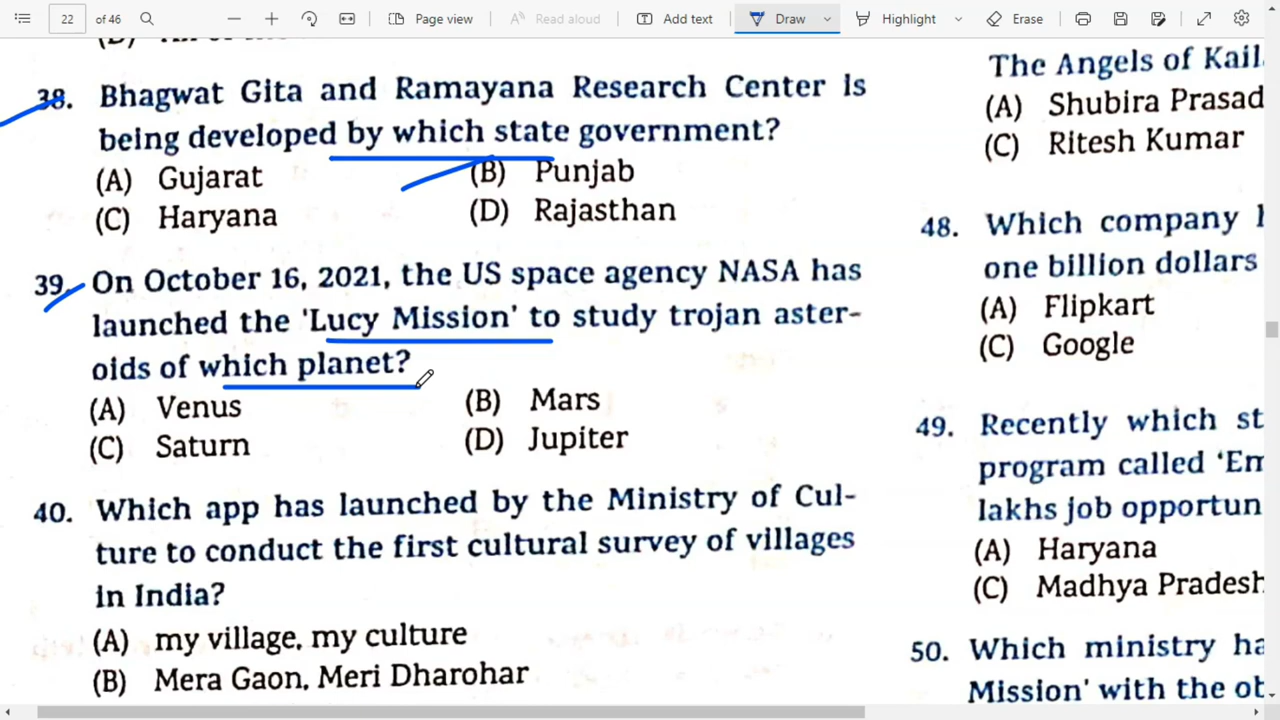 22 of 46 Page view Read aloud Add text Draw Highlight Erase
38. Bhagwat Gita and Ramayana Research Center Is
being developed by which state government?
(A) Gujarat (B) Punjab
(C) Haryana (D) Rajasthan
39. On October 16, 2021, the US space agency NASA has
launched the 'Lucy Mission' to study trojan aster-
oids of which planet?
(A) Venus (B) Mars
(C) Saturn (D) Jupiter
40. Which app has launched by the Ministry of Cul-
ture to conduct the first cultural survey of villages
in India?
(A) my village, my culture
(B) Mera Gaon, Meri Dharohar
The Angels of Kail
(A) Shubira Prasad
(C) Ritesh Kumar
48. Which company
one billion dollars
(A) Flipkart
(C) Google
49. Recently which st
program called 'Em
lakhs job opportun
(A) Haryana
(C) Madhya Pradesh
50. Which ministry ha
Mission' with the ob